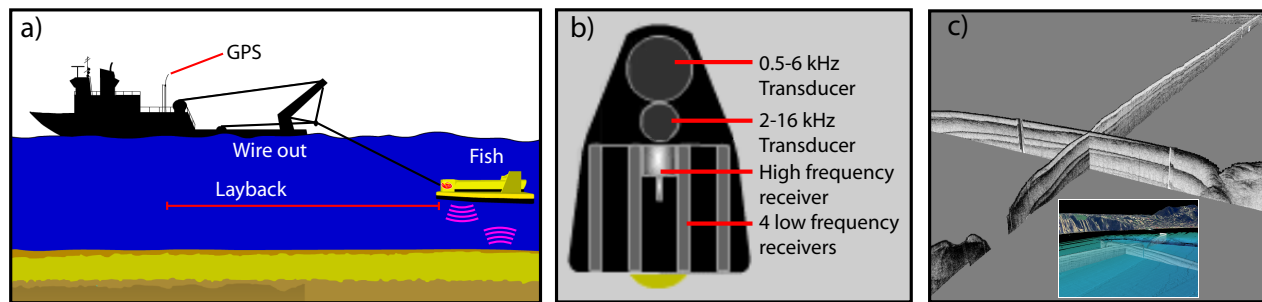 a)
GPS
Wire out
Fish
Layback
b)
0.5-6 kHz
Transducer
2-16 kHz
Transducer
High frequency
receiver
4 low frequency
receivers
c)